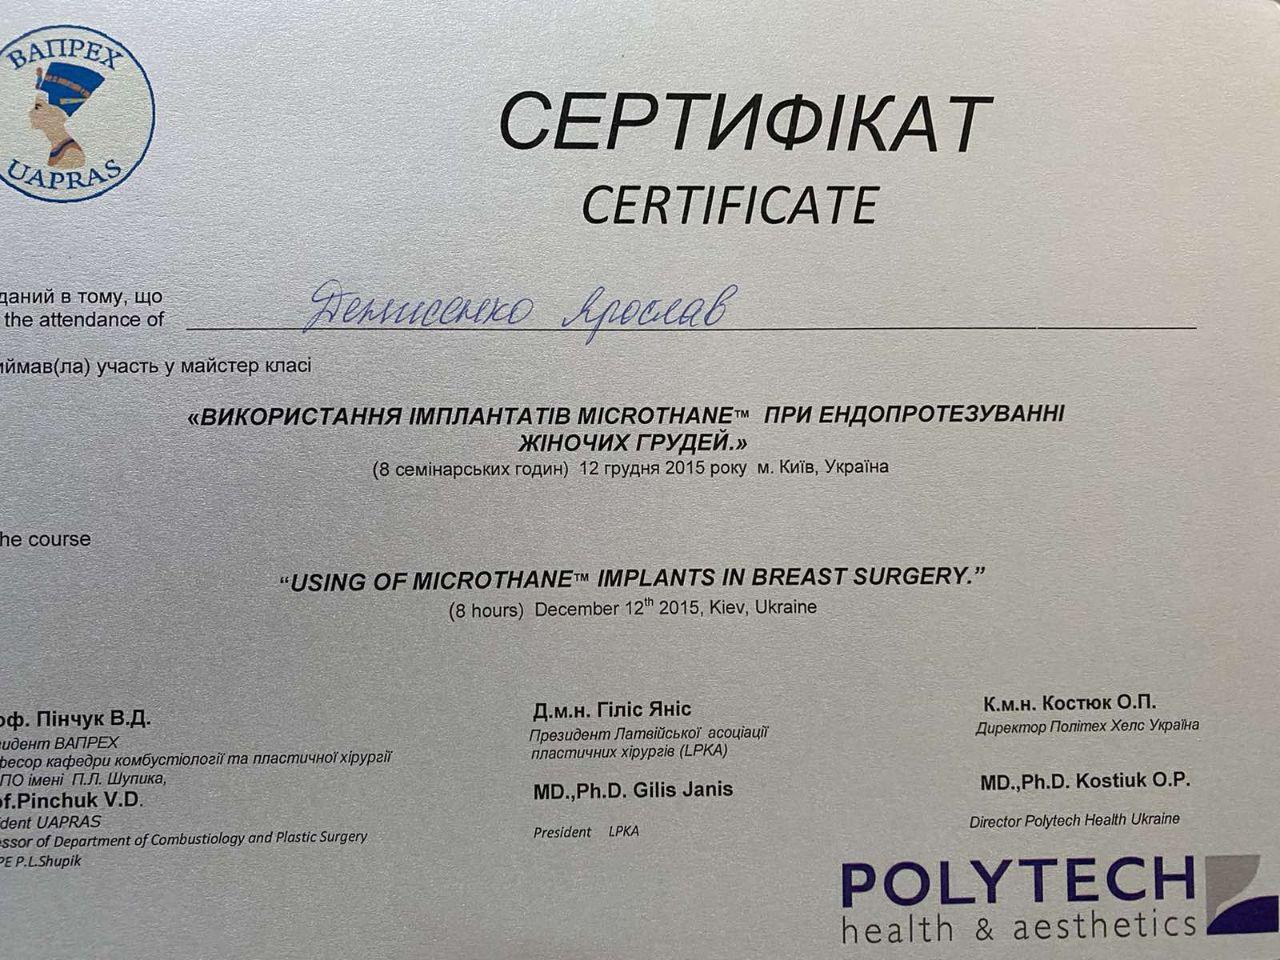 ВАПРЕХ
UAPRAS
СЕРТИФІКАТ
CERTIFICATE
даний в тому, що
the attendance of
Денисенко Ярослав
ймав(ла) участь у майстер класі
«ВИКОРИСТАННЯ ІМПЛАНТАТІВ MICROTHANE™ ПРИ ЕНДОПРОТЕЗУВАННІ
ЖІНОЧИХ ГРУДЕЙ.»
(8 семінарських годин) 12 грудня 2015 року м. Київ, Україна
he course
“USING OF MICROTHANE™ IMPLANTS IN BREAST SURGERY.”
(8 hours) December 12th 2015, Kiev, Ukraine
оф. Пінчук В.Д.
зидент ВАПРЕХ
фесор кафедри комбустіології та пластичної хірургії
ПО імені П.Л. Шупика,
of.Pinchuk V.D.
ident UAPRAS
essor of Department of Combustiology and Plastic Surgery
PE P.L.Shupik
Д.м.н. Гіліс Яніс
Президент Латвійської асоціації
пластичних хірургів (LPKA)
MD.,Ph.D. Gilis Janis
President LPKA
К.м.н. Костюк О.П.
Директор Політех Хелс Україна
MD.,Ph.D. Kostiuk O.P.
Director Polytech Health Ukraine
POLYTECH
health & aesthetics